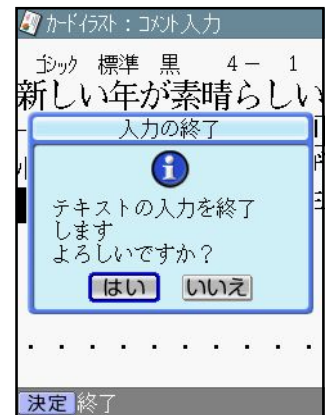 カードイラスト：コメント入力
ゴシック 標準 黒 4－ 1
新しい年が素晴らしい
入力の終了
テキストの入力を終了
します
よろしいですか？
はい いいえ
決定 終了